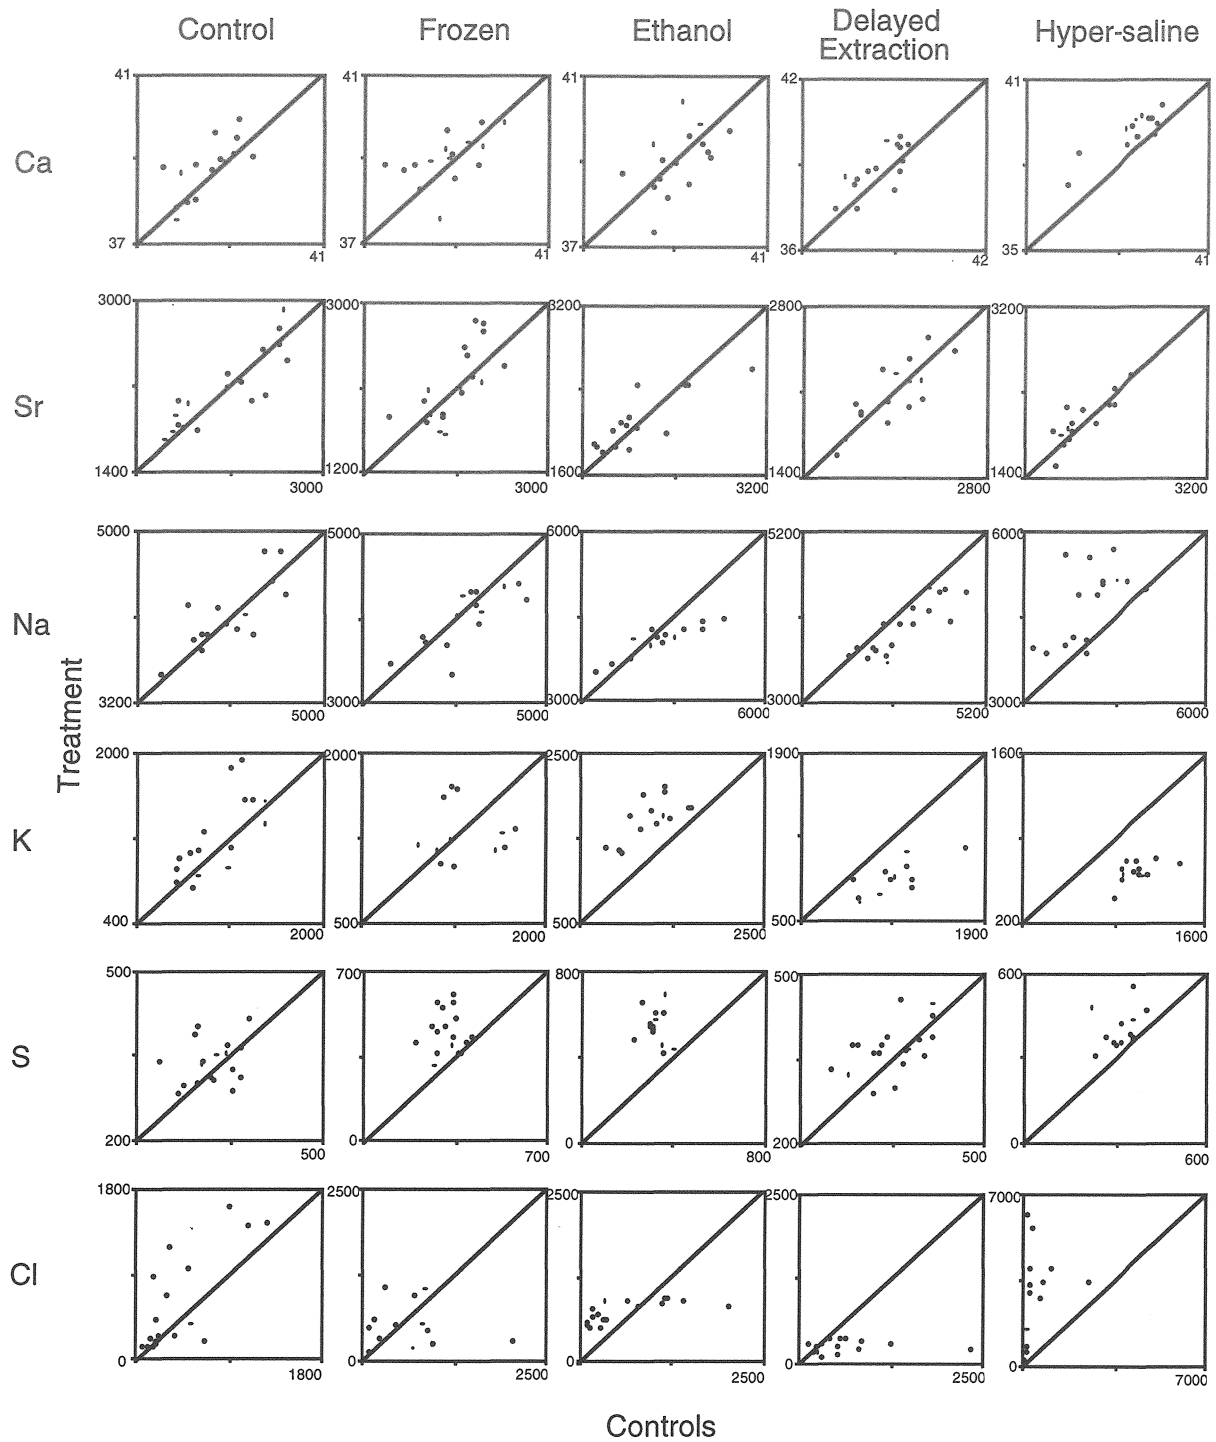 Control Frozen Ethanol Delayed Extraction Hyper-saline
Ca
41 41 41 42 41
37 37 37 36 35
41 41 41 42 41
Sr
3000 3000 3200 2800 3200
1400 1200 1600 1400 1400
3000 3000 3200 2800 3200
Na
5000 5000 6000 5200 6000
3200 3000 3000 3000 3000
5000 5000 6000 5200 6000
Treatment
K
2000 2000 2500 1900 1600
400 500 500 500 200
2000 2000 2500 1900 1600
S
500 700 800 500 600
200 0 0 200 0
500 700 800 500 600
Cl
1800 2500 2500 2500 7000
0 0 0 0 0
1800 2500 2500 2500 7000
Controls